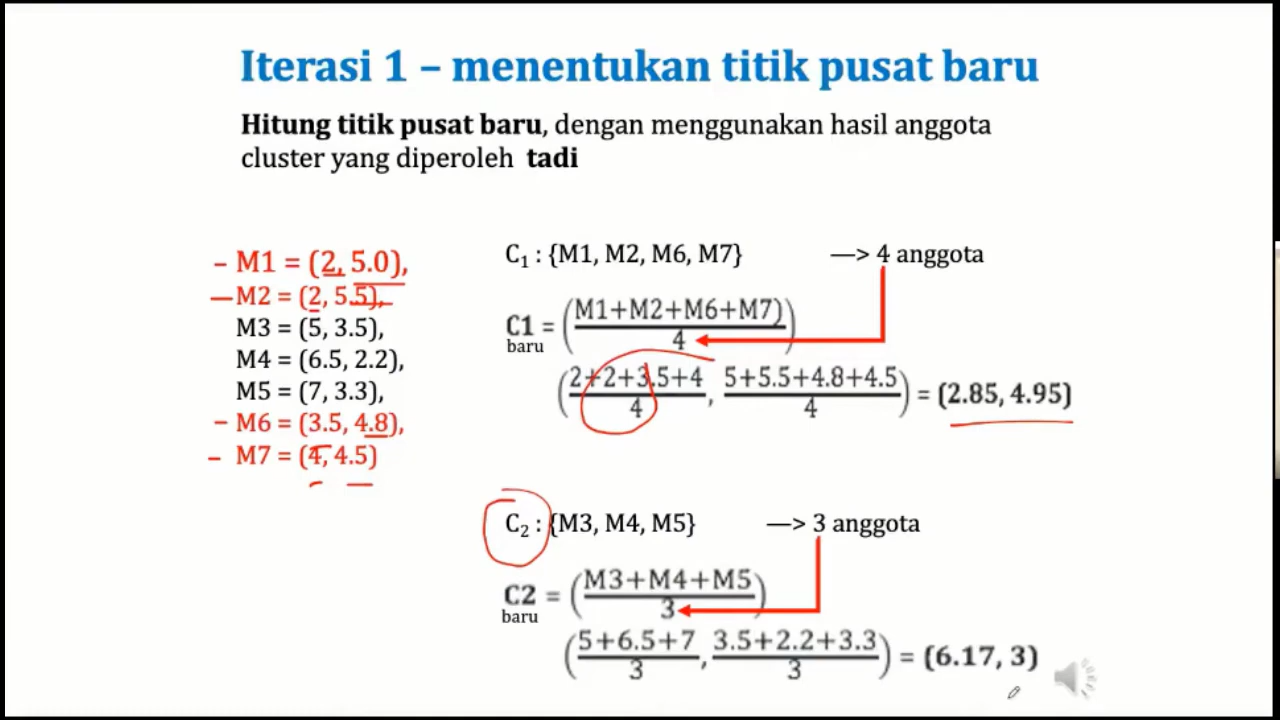 Iterasi 1 – menentukan titik pusat baru
Hitung titik pusat baru, dengan menggunakan hasil anggota
cluster yang diperoleh tadi
– M1 = (2, 5.0),
– M2 = (2, 5.5),
M3 = (5, 3.5),
M4 = (6.5, 2.2),
M5 = (7, 3.3),
– M6 = (3.5, 4.8),
– M7 = (4, 4.5)
C₁ : {M1, M2, M6, M7} —> 4 anggota
C1 = (M1+M2+M6+M7)
baru 4
(2+2+3.5+4 , 5+5.5+4.8+4.5) = (2.85, 4.95)
4 4
C₂ : {M3, M4, M5} —> 3 anggota
C2 = (M3+M4+M5)
baru 3
(5+6.5+7 , 3.5+2.2+3.3) = (6.17, 3)
3 3